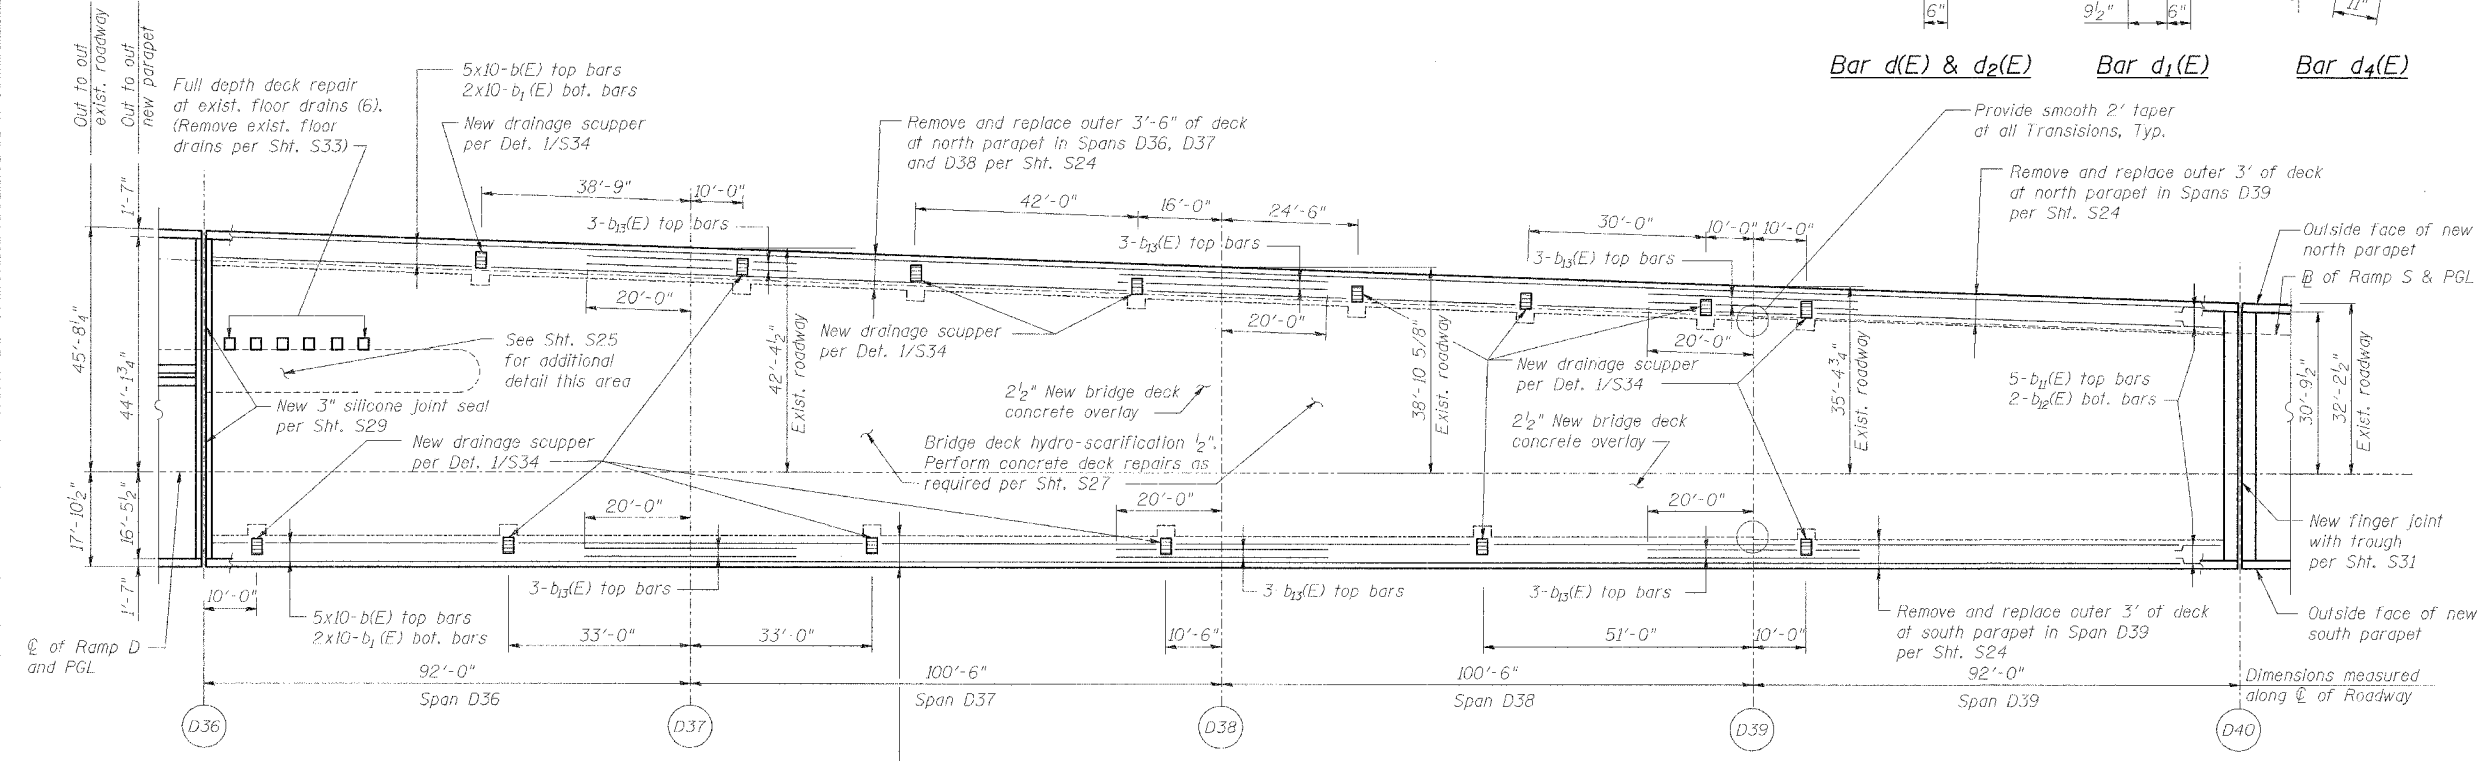 6"
9½"
6"
11"
Bar d(E) & d2(E)
Bar d1(E)
Bar d4(E)
Out to out
exist. roadway
Out to out
new parapet
Full depth deck repair
at exist. floor drains (6).
(Remove exist. floor
drains per Sht. S33)
5x10-b(E) top bars
2x10-b1(E) bot. bars
New drainage scupper
per Det. 1/S34
Remove and replace outer 3'-6" of deck
at north parapet in Spans D36, D37
and D38 per Sht. S24
Provide smooth 2' taper
at all Transisions, Typ.
Remove and replace outer 3' of deck
at north parapet in Spans D39
per Sht. S24
Outside face of new
north parapet
℄ of Ramp S & PGL
1'-7"
38'-9"
10'-0"
3-b13(E) top bars
42'-0"
16'-0"
24'-6"
3-b13(E) top bars
30'-0"
10'-0"
10'-0"
3-b13(E) top bars
20'-0"
20'-0"
20'-0"
45'-8¼"
44'-1¾"
See Sht. S25
for additional
detail this area
New 3" silicone joint seal
per Sht. S29
New drainage scupper
per Det. 1/S34
42'-4½"
Exist. roadway
New drainage scupper
per Det. 1/S34
2½" New bridge deck
concrete overlay
Bridge deck hydro-scarification ½".
Perform concrete deck repairs as
required per Sht. S27
38'-10 5/8"
Exist. roadway
New drainage scupper
per Det. 1/S34
2½" New bridge deck
concrete overlay
35'-4¾"
Exist. roadway
5-b11(E) top bars
2-b12(E) bot. bars
30'-9½"
32'-2½"
Exist. roadway
17'-10½"
16'-5½"
1'-7"
20'-0"
20'-0"
20'-0"
New finger joint
with trough
per Sht. S31
10'-0"
5x10-b(E) top bars
2x10-b1(E) bot. bars
3-b13(E) top bars
3-b13(E) top bars
3-b13(E) top bars
Remove and replace outer 3' of deck
at south parapet in Span D39
per Sht. S24
Outside face of new
south parapet
℄ of Ramp D
and PGL
33'-0"
33'-0"
10'-6"
51'-0"
10'-0"
92'-0"
100'-6"
100'-6"
92'-0"
Span D36
Span D37
Span D38
Span D39
Dimensions measured
along ℄ of Roadway
D36
D37
D38
D39
D40